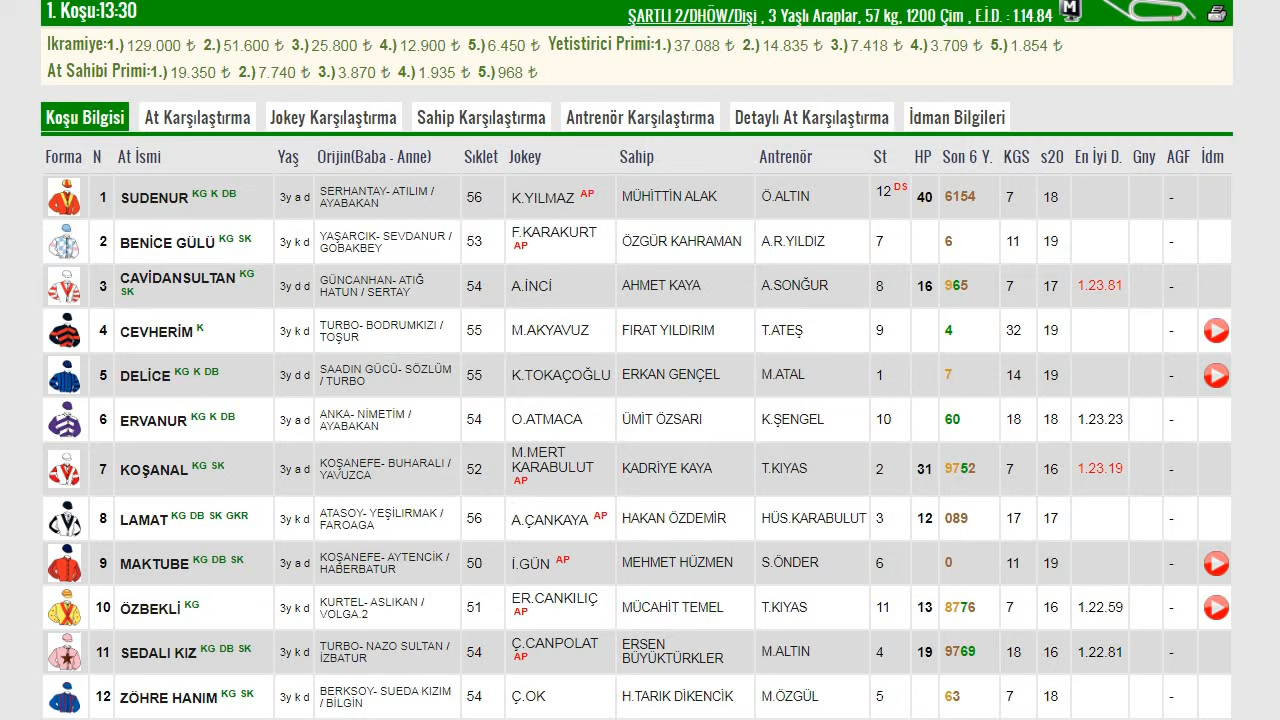 1. Koşu:13:30
ŞARTLI 2/DHÖW/Dişi , 3 Yaşlı Araplar, 57 kg, 1200 Çim , E.İ.D. : 1.14.84
Ikramiye:1.) 129.000 ₺ 2.) 51.600 ₺ 3.) 25.800 ₺ 4.) 12.900 ₺ 5.) 6.450 ₺ Yetistirici Primi:1.) 37.088 ₺ 2.) 14.835 ₺ 3.) 7.418 ₺ 4.) 3.709 ₺ 5.) 1.854 ₺
At Sahibi Primi:1.) 19.350 ₺ 2.) 7.740 ₺ 3.) 3.870 ₺ 4.) 1.935 ₺ 5.) 968 ₺
Koşu Bilgisi At Karşılaştırma Jokey Karşılaştırma Sahip Karşılaştırma Antrenör Karşılaştırma Detaylı At Karşılaştırma İdman Bilgileri
Forma N At İsmi Yaş Orijin(Baba - Anne) Sıklet Jokey Sahip Antrenör St HP Son 6 Y. KGS s20 En İyi D. Gny AGF İdm
1 SUDENUR KG K DB 3y a d SERHANTAY- ATILIM / AYABAKAN 56 K.YILMAZ AP MÜHİTTİN ALAK Ö.ALTIN 12 DS 40 6154 7 18 -
2 BENİCE GÜLÜ KG SK 3y k d YAŞARCIK- SEVDANUR / GÖBAKBEY 53 F.KARAKURT AP ÖZGÜR KAHRAMAN A.R.YILDIZ 7 6 11 19 -
3 CAVİDANSULTAN KG SK 3y d d GÜNCANHAN- ATIĞ HATUN / SERTAY 54 A.İNCİ AHMET KAYA A.SONĞUR 8 16 965 7 17 1.23.81 -
4 CEVHERİM K 3y k d TURBO- BODRUMKIZI / TOŞUR 55 M.AKYAVUZ FIRAT YILDIRIM T.ATEŞ 9 4 32 19 -
5 DELİCE KG K DB 3y d d SAADIN GÜCÜ- SÖZLÜM / TURBO 55 K.TOKAÇOĞLU ERKAN GENÇEL M.ATAL 1 7 14 19 -
6 ERVANUR KG K DB 3y k d ANKA- NİMETİM / AYABAKAN 54 O.ATMACA ÜMİT ÖZSARI K.ŞENGEL 10 60 18 18 1.23.23 -
7 KOŞANAL KG SK 3y a d KOŞANEFE- BUHARALI / YAVUZCA 52 M.MERT KARABULUT AP KADRİYE KAYA T.KIYAS 2 31 9752 7 16 1.23.19 -
8 LAMAT KG DB SK GKR 3y k d ATASOY- YEŞİLIRMAK / FAROAGA 56 A.ÇANKAYA AP HAKAN ÖZDEMİR HÜS.KARABULUT 3 12 089 17 17 -
9 MAKTUBE KG DB SK 3y a d KOŞANEFE- AYTENCİK / HABERBATUR 50 İ.GÜN AP MEHMET HÜZMEN S.ÖNDER 6 0 11 19 -
10 ÖZBEKLİ KG 3y k d KURTEL- ASLIKAN / VOLGA.2 51 ER.CANKILIÇ AP MÜCAHİT TEMEL T.KIYAS 11 13 8776 7 16 1.22.59 -
11 SEDALI KIZ KG DB SK 3y k d TURBO- NAZO SULTAN / İZBATUR 54 Ç.CANPOLAT AP ERSEN BÜYÜKTÜRKLER M.ALTIN 4 19 9769 18 16 1.22.81 -
12 ZÖHRE HANIM KG SK 3y k d BERKSOY- SUEDA KIZIM / BİLGİN 54 Ç.OK H.TARIK DİKENCİK M.ÖZGÜL 5 63 7 18 -